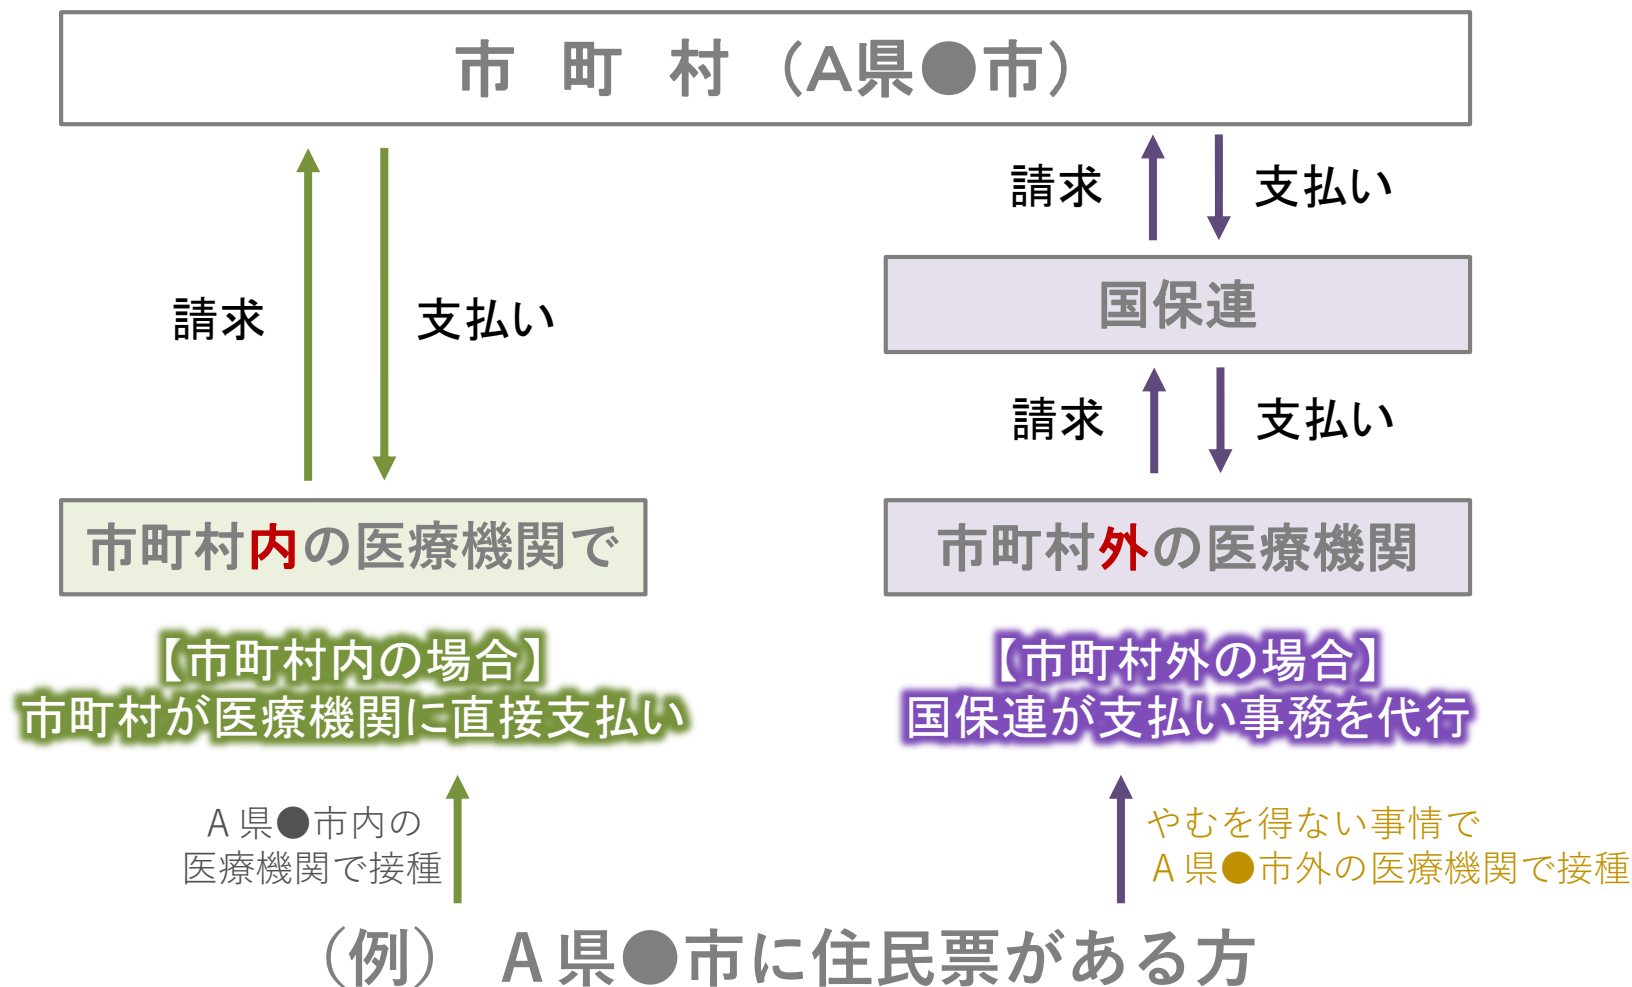 市　町　村　（A県●市）
請求
支払い
国保連
請求
支払い
請求
支払い
市町村内の医療機関で
市町村外の医療機関
【市町村内の場合】
市町村が医療機関に直接支払い
【市町村外の場合】
国保連が支払い事務を代行
A県●市内の
医療機関で接種
やむを得ない事情で
A県●市外の医療機関で接種
（例）　A県●市に住民票がある方